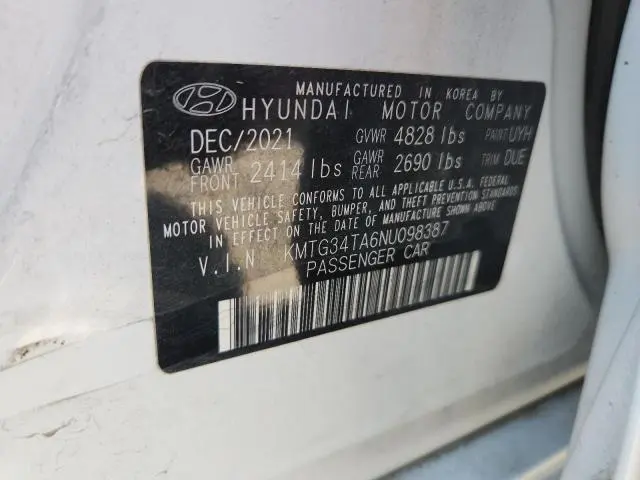 MANUFACTURED IN KOREA BY
HYUNDAI MOTOR COMPANY
DEC/2021 GVWR 4828 lbs PAINT UYH
GAWR FRONT 2414 lbs GAWR REAR 2690 lbs TRIM DUE
THIS VEHICLE CONFORMS TO ALL APPLICABLE U.S.A. FEDERAL
MOTOR VEHICLE SAFETY, BUMPER, AND THEFT PREVENTION STANDARDS
IN EFFECT ON THE DATE OF MANUFACTURE SHOWN ABOVE.
V.I.N KMTG34TA6NU098387
PASSENGER CAR